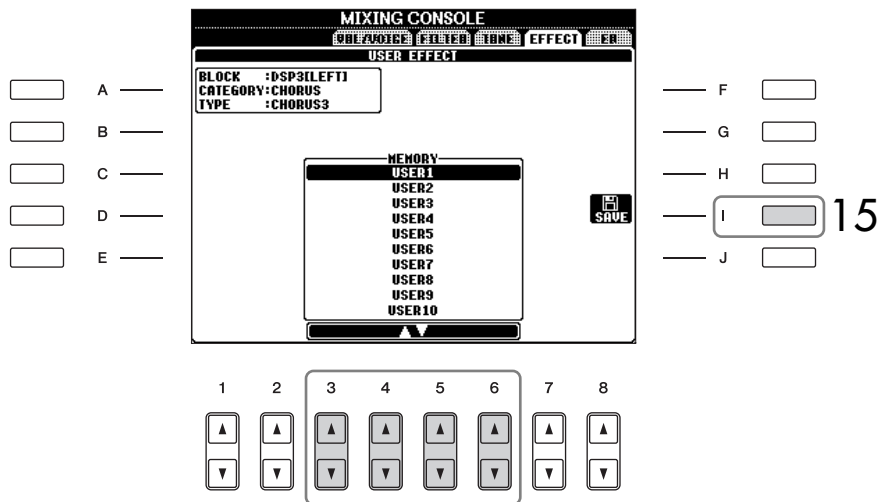 MIXING CONSOLE
VOL/VOICE FILTER TUNE EFFECT EQ
USER EFFECT
BLOCK :DSP3[LEFT]
CATEGORY:CHORUS
TYPE :CHORUS3
A
B
C
D
E
F
G
H
I
J
15
MEMORY
USER1
USER2
USER3
USER4
USER5
USER6
USER7
USER8
USER9
USER10
SAVE
1 2 3 4 5 6 7 8